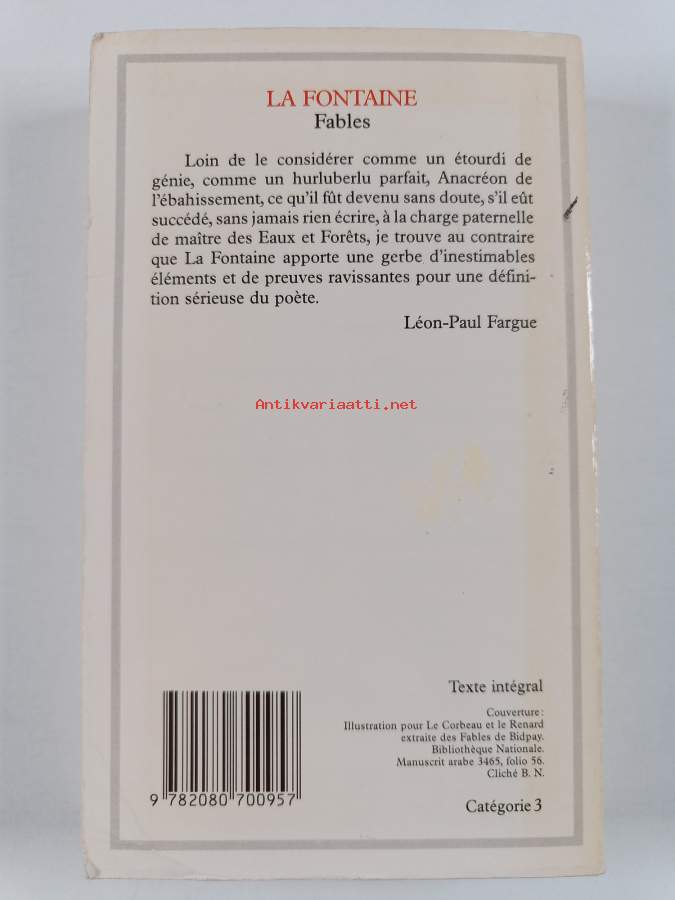 LA FONTAINE
Fables
Loin de le considérer comme un étourdi de
génie, comme un hurluberlu parfait, Anacréon de
l'ébahissement, ce qu'il fût devenu sans doute, s'il eût
succédé, sans jamais rien écrire, à la charge paternelle
de maître des Eaux et Forêts, je trouve au contraire
que La Fontaine apporte une gerbe d'inestimables
éléments et de preuves ravissantes pour une défini-
tion sérieuse du poète.
Léon-Paul Fargue
Antikvariaatti.net
Texte intégral
Couverture :
Illustration pour Le Corbeau et le Renard
extraite des Fables de Bidpay.
Bibliothèque Nationale.
Manuscrit arabe 3465, folio 56.
Cliché B. N.
9 782080 700957
Catégorie 3